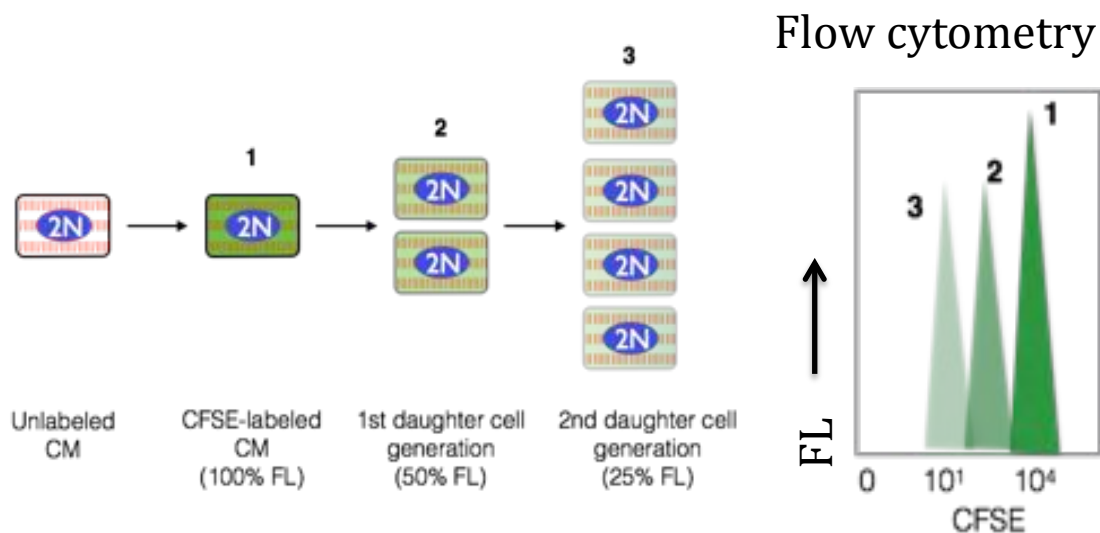 Flow cytometry
1
2
3
2N
2N
2N
2N
2N
2N
2N
2N
Unlabeled
CM
CFSE-labeled
CM
(100% FL)
1st daughter cell
generation
(50% FL)
2nd daughter cell
generation
(25% FL)
1
2
3
FL
0 10¹ 10⁴
CFSE